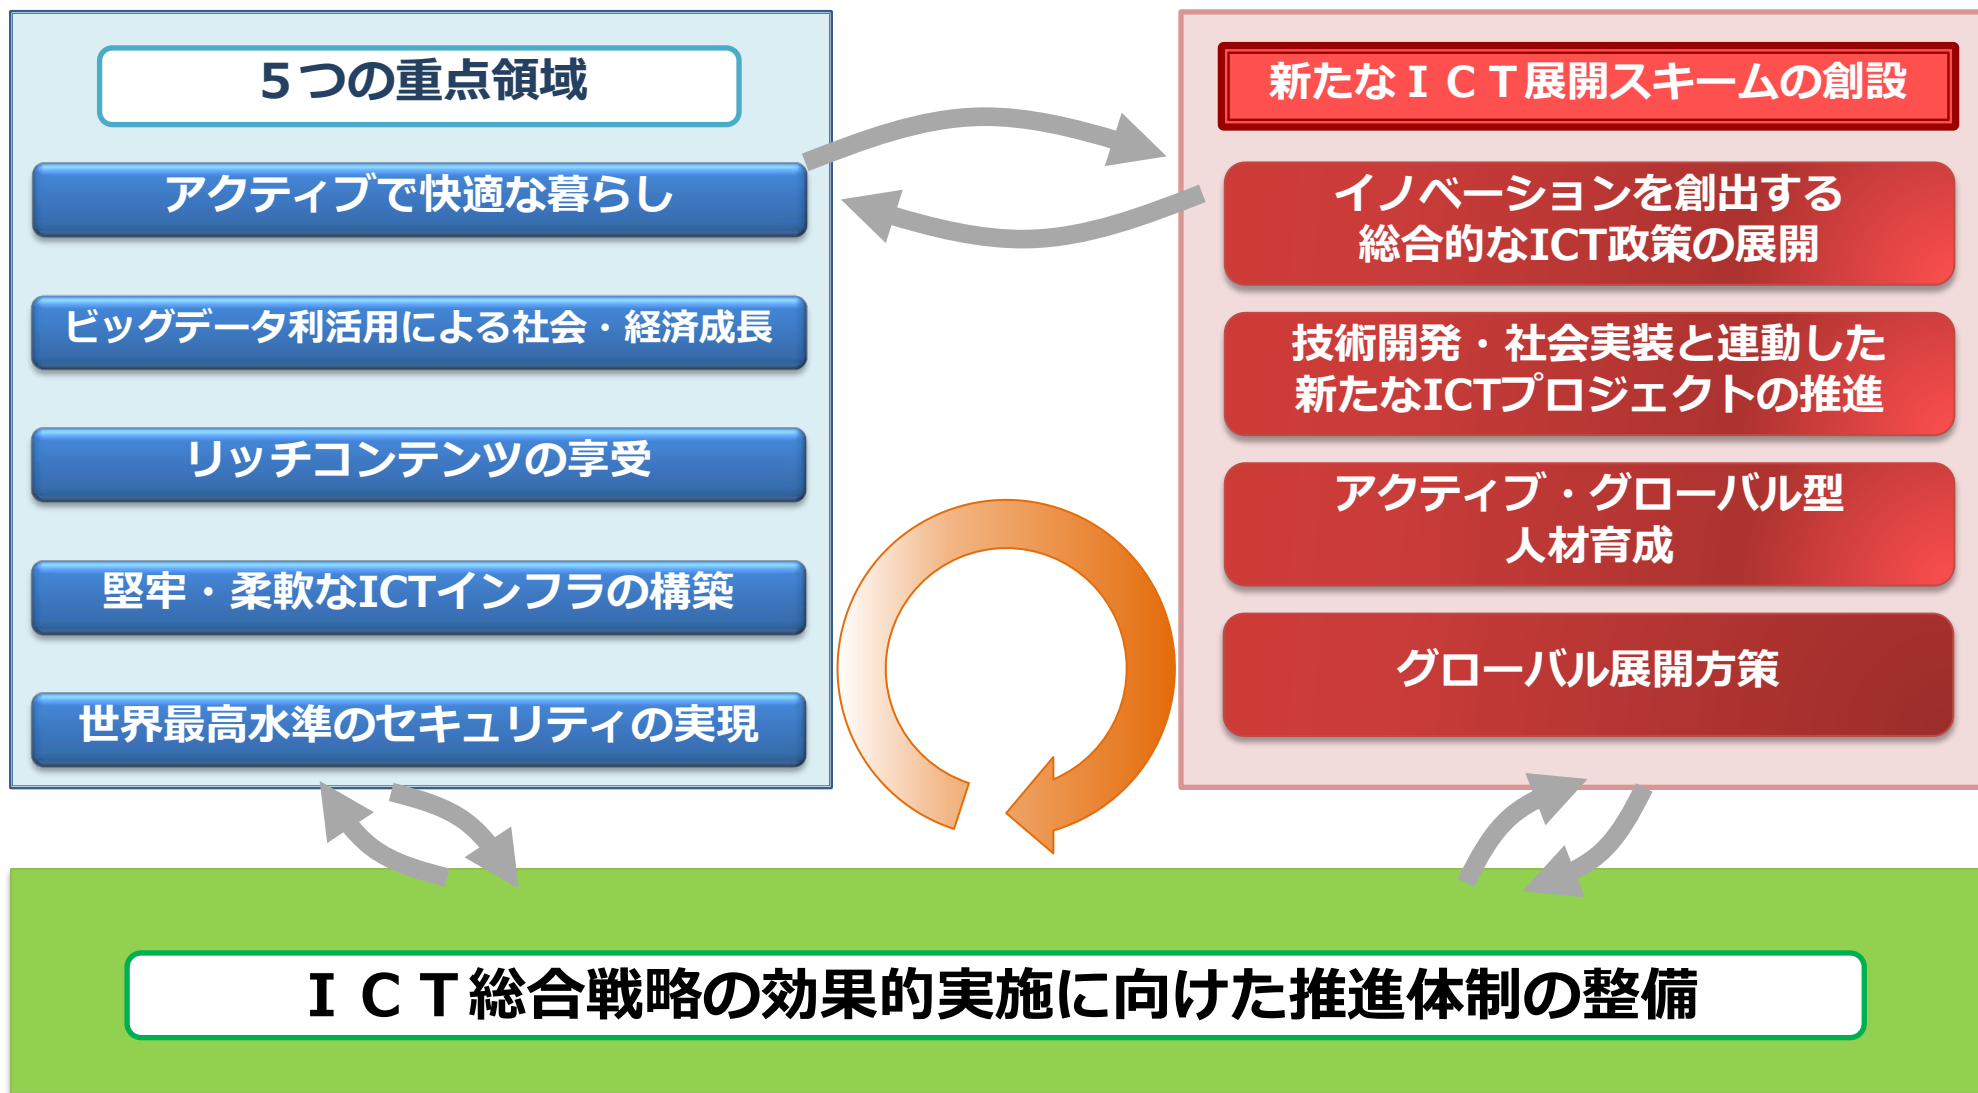 ５つの重点領域
アクティブで快適な暮らし
ビッグデータ利活用による社会・経済成長
リッチコンテンツの享受
堅牢・柔軟なICTインフラの構築
世界最高水準のセキュリティの実現
新たなＩＣＴ展開スキームの創設
イノベーションを創出する
総合的なICT政策の展開
技術開発・社会実装と連動した
新たなICTプロジェクトの推進
アクティブ・グローバル型
人材育成
グローバル展開方策
ＩＣＴ総合戦略の効果的実施に向けた推進体制の整備